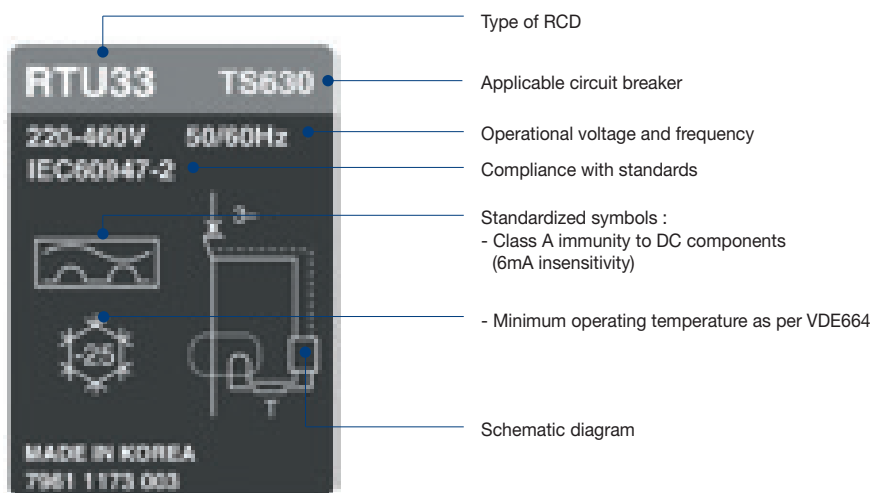 Type of RCD
RTU33 TS630
Applicable circuit breaker
220-460V 50/60Hz
Operational voltage and frequency
IEC60947-2
Compliance with standards
Standardized symbols :
- Class A immunity to DC components
(6mA insensitivity)
3~
-25
- Minimum operating temperature as per VDE664
T
Schematic diagram
MADE IN KOREA
7961 1173 003